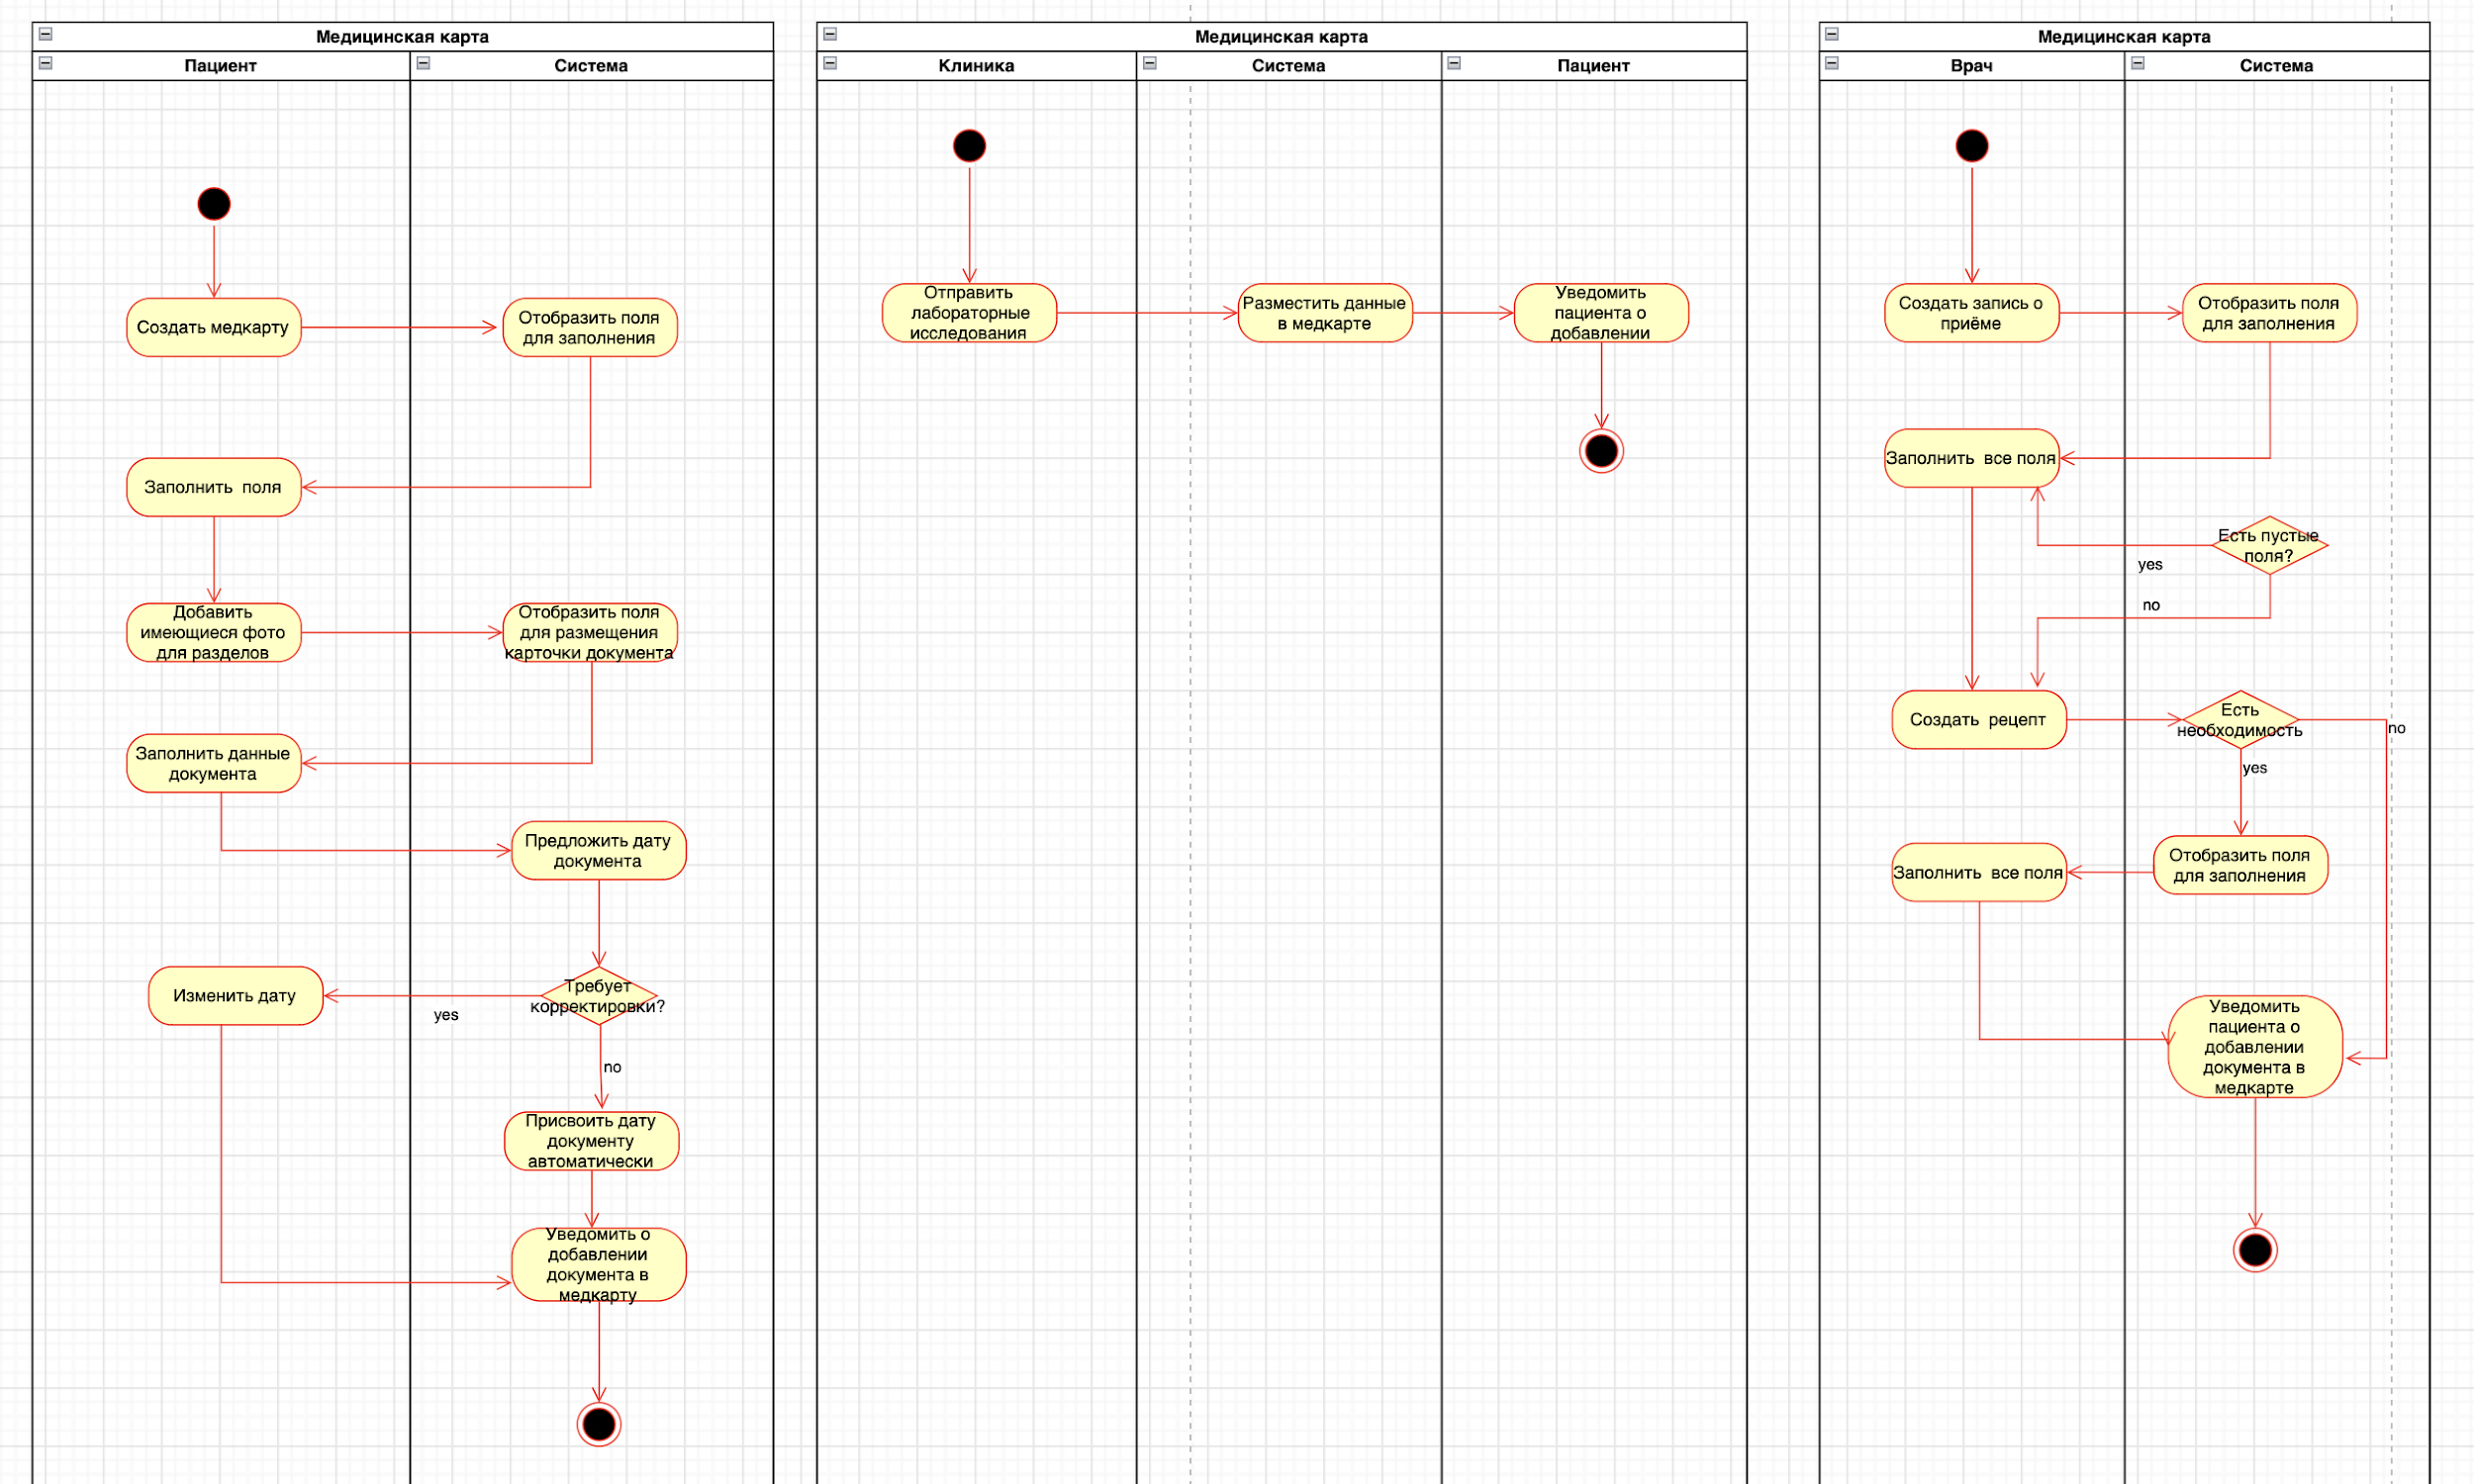 Медицинская карта
Пациент
Система
Создать медкарту
Отобразить поля
для заполнения
Заполнить  поля
Добавить
имеющиеся фото
для разделов
Отобразить поля
для размещения
карточки документа
Заполнить данные
документа
Предложить дату
документа
Требует
корректировки?
yes
Изменить дату
no
Присвоить дату
документу
автоматически
Уведомить о
добавлении
документа в
медкарту
Медицинская карта
Клиника
Система
Пациент
Отправить
лабораторные
исследования
Разместить данные
в медкарте
Уведомить
пациента о
добавлении
Медицинская карта
Врач
Система
Создать запись о
приёме
Отобразить поля
для заполнения
Заполнить  все поля
Есть пустые
поля?
yes
no
Создать  рецепт
Есть
необходимость
no
yes
Отобразить поля
для заполнения
Заполнить  все поля
Уведомить
пациента о
добавлении
документа в
медкарте